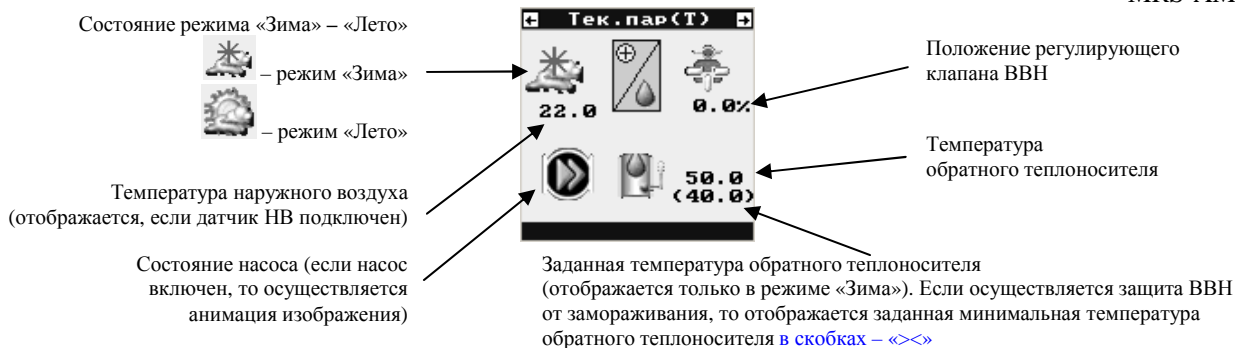 Состояние режима «Зима» – «Лето»
– режим «Зима»
– режим «Лето»
Температура наружного воздуха
(отображается, если датчик НВ подключен)
Состояние насоса (если насос
включен, то осуществляется
анимация изображения)
Тек.пар(Т)
22.0
0.0%
50.0
(40.0)
Положение регулирующего
клапана ВВН
Температура
обратного теплоносителя
Заданная температура обратного теплоносителя
(отображается только в режиме «Зима»). Если осуществляется защита ВВН
от замораживания, то отображается заданная минимальная температура
обратного теплоносителя в скобках – «><»